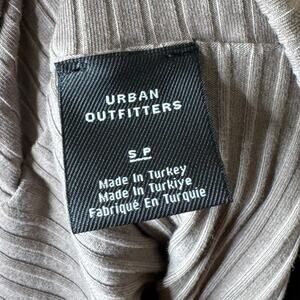 URBAN
OUTFITTERS
S P
Made In Turkey
Made in Türkiye
Fabriqué En Turquie